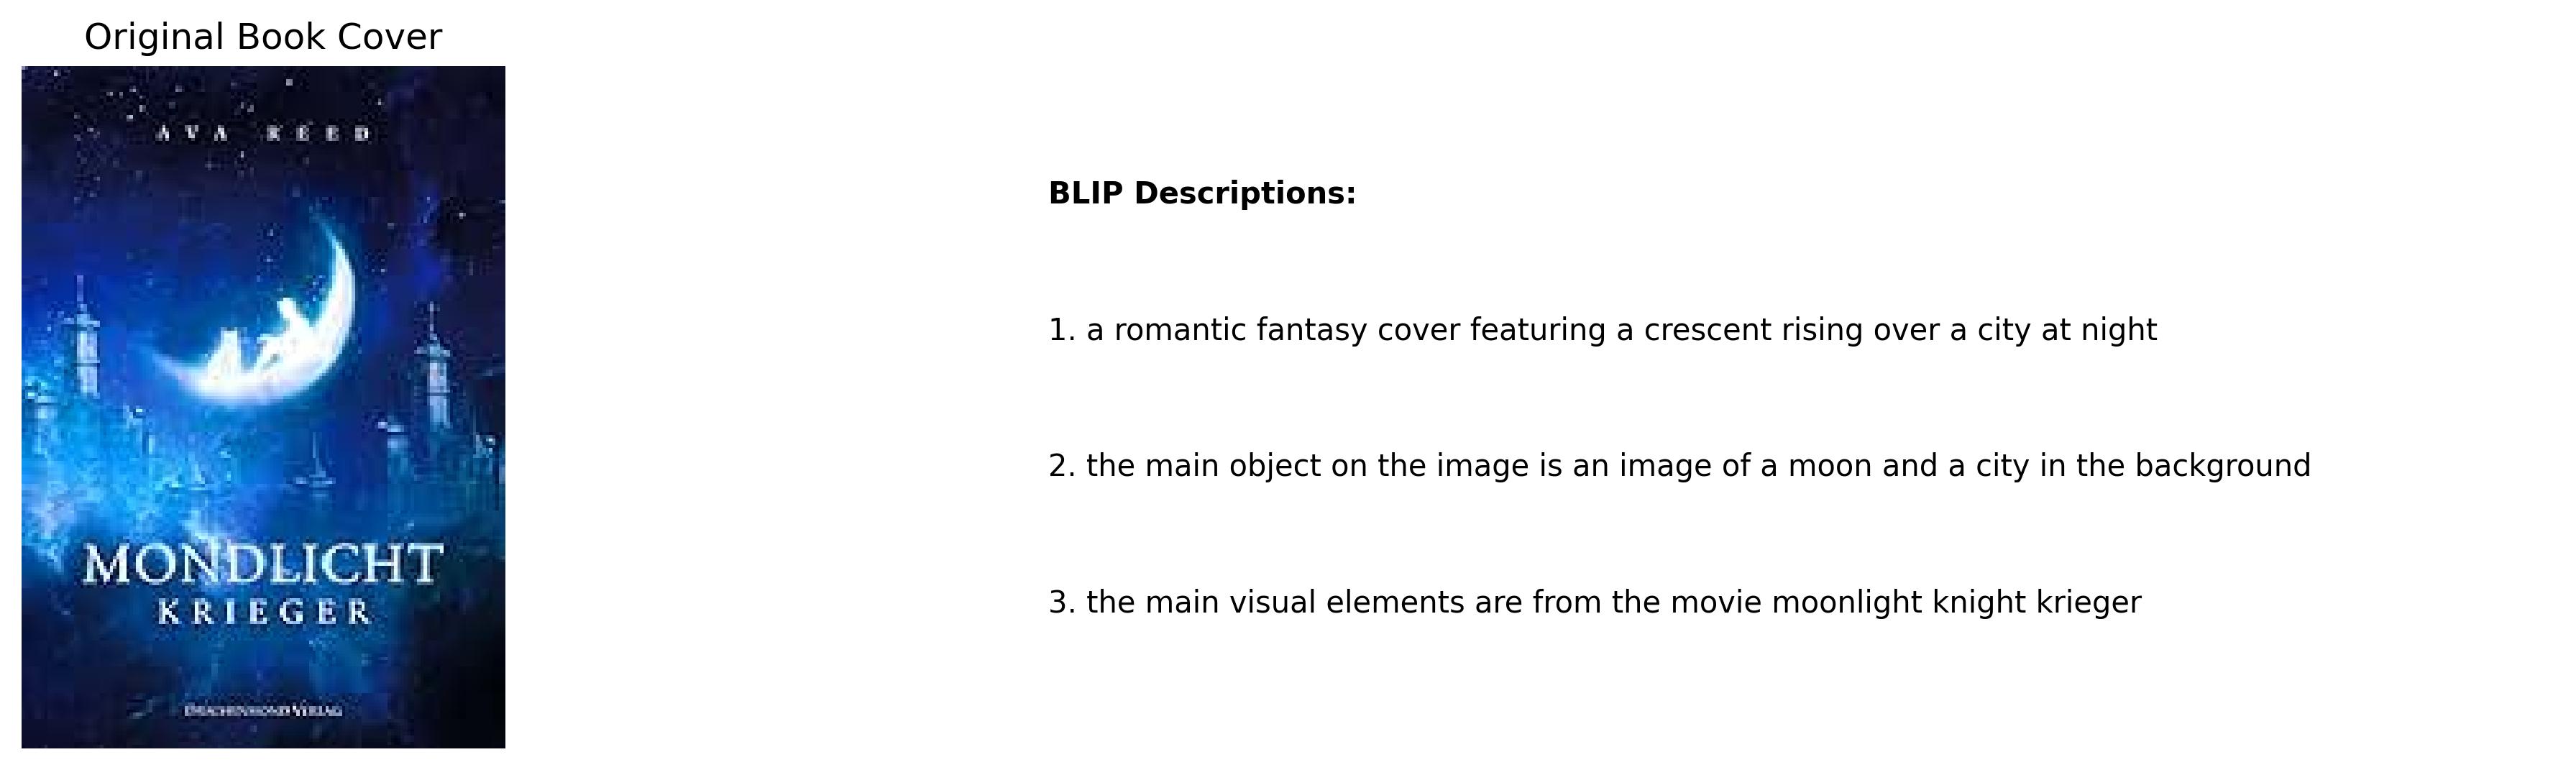 Original Book Cover
AVA REED
MONDLICHT
KRIEGER
DRACHENMOND VERLAG
BLIP Descriptions:
1. a romantic fantasy cover featuring a crescent rising over a city at night
2. the main object on the image is an image of a moon and a city in the background
3. the main visual elements are from the movie moonlight knight krieger